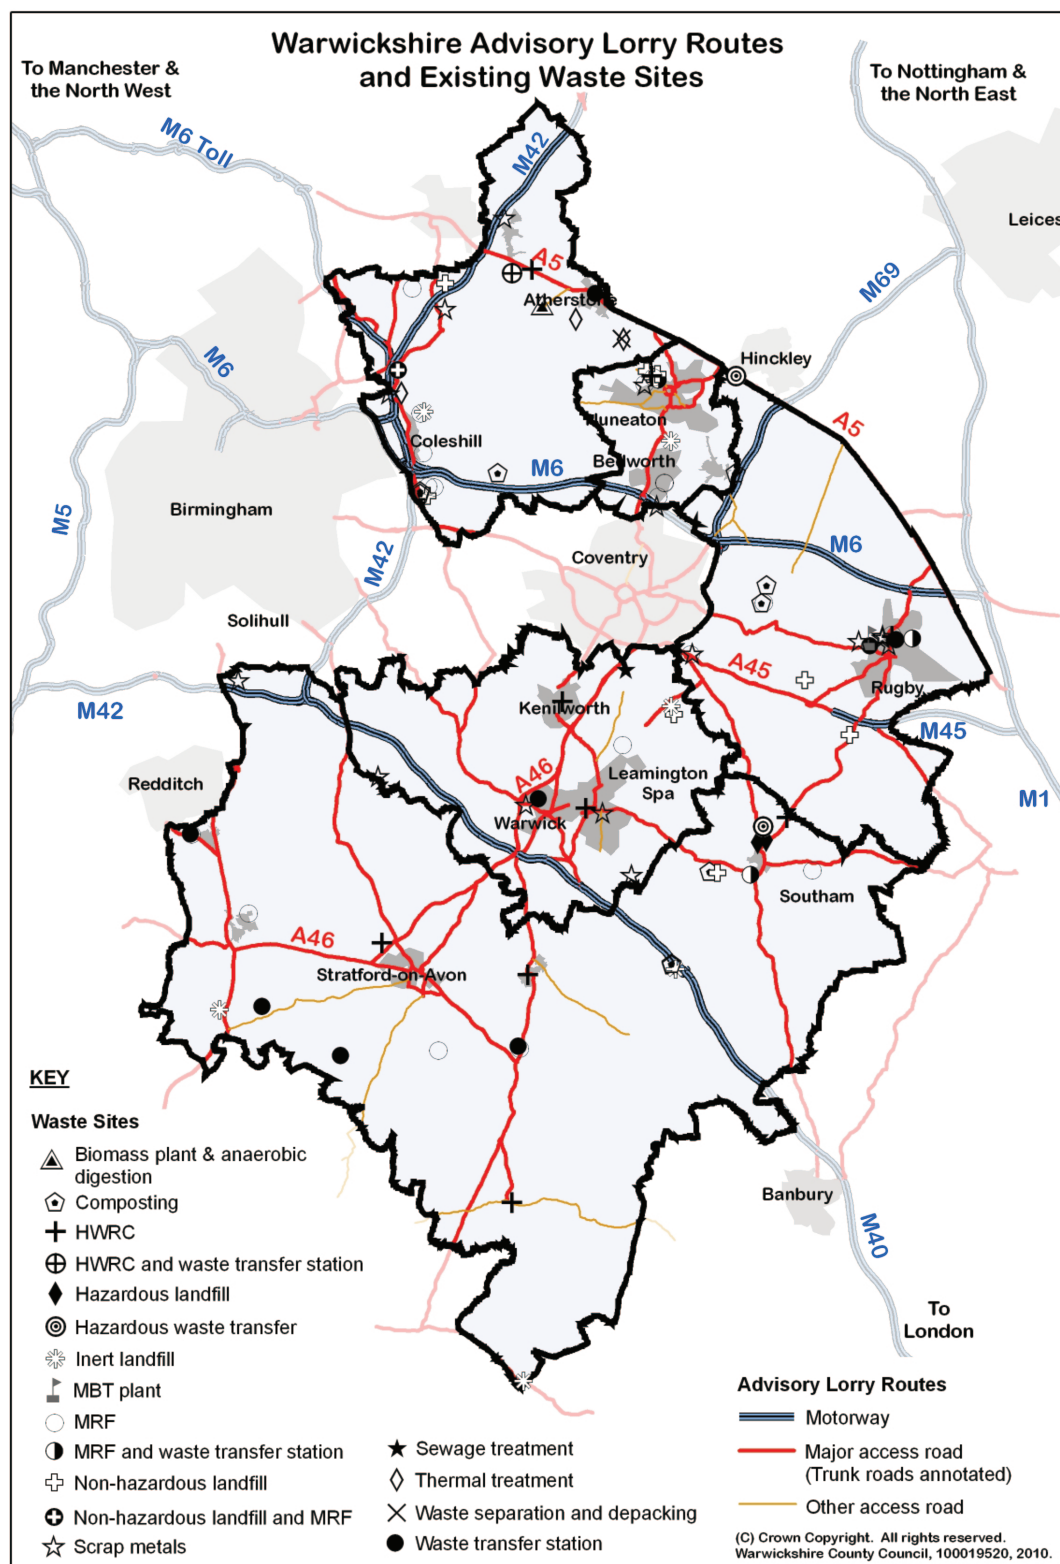 Warwickshire Advisory Lorry Routes
and Existing Waste Sites
To Manchester &
the North West
To Nottingham &
the North East
M6 Toll
M42
Leices
A5
M69
Atherstone
M6
Hinckley
A5
Nuneaton
Coleshill
Bedworth
M6
Birmingham
M5
M6
Coventry
M42
Solihull
A45
Rugby
M42
Kenilworth
M45
Redditch
A46
Leamington
Spa
M1
Warwick
Southam
A46
Stratford-on-Avon
Banbury
M40
To
London
KEY
Waste Sites
Biomass plant & anaerobic
digestion
Composting
HWRC
HWRC and waste transfer station
Hazardous landfill
Hazardous waste transfer
Inert landfill
MBT plant
MRF
MRF and waste transfer station
Non-hazardous landfill
Non-hazardous landfill and MRF
Scrap metals
Sewage treatment
Thermal treatment
Waste separation and depacking
Waste transfer station
Advisory Lorry Routes
Motorway
Major access road
(Trunk roads annotated)
Other access road
(C) Crown Copyright. All rights reserved.
Warwickshire County Council, 100019520, 2010.